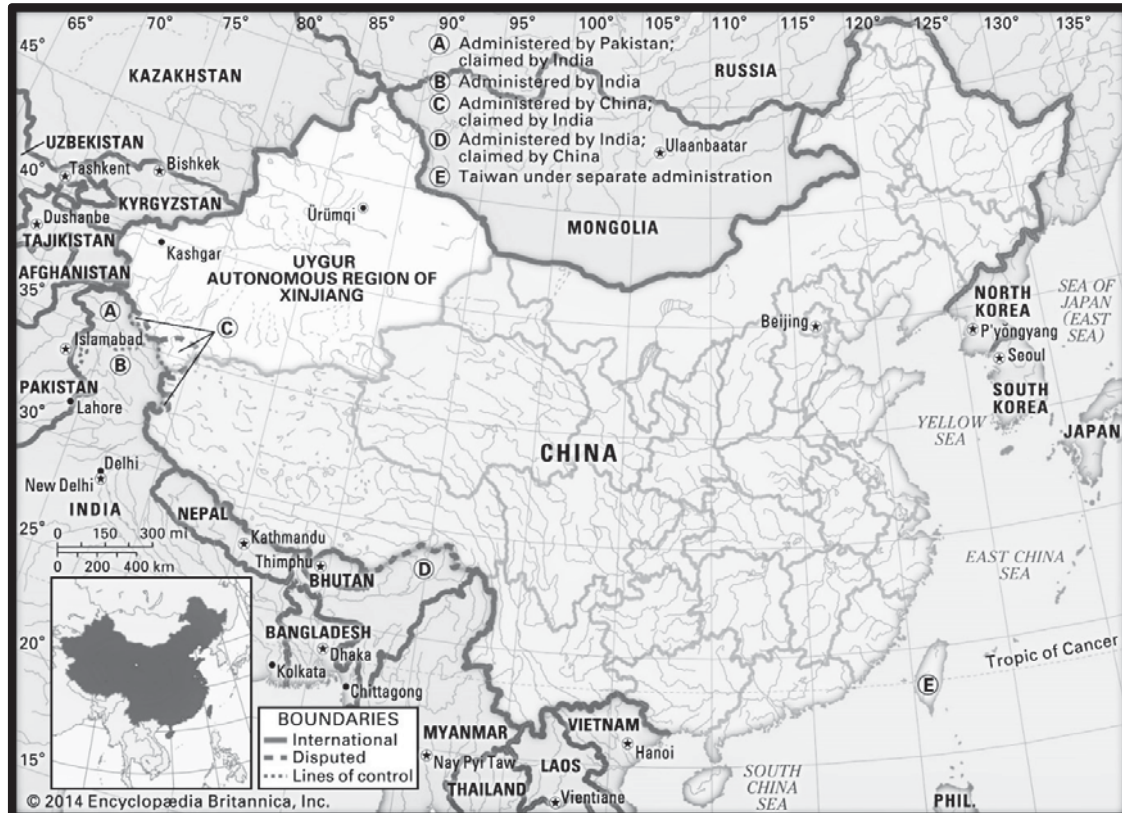 65° 70° 75° 80° 85° 90° 95° 100° 105° 110° 115° 120° 125° 130° 135°
45°
40°
35°
30°
25°
20°
15°
A Administered by Pakistan;
claimed by India
B Administered by India
C Administered by China;
claimed by India
D Administered by India;
claimed by China
E Taiwan under separate administration
KAZAKHSTAN
RUSSIA
UZBEKISTAN
Tashkent
Bishkek
Ulaanbaatar
KYRGYZSTAN
Dushanbe
TAJIKISTAN
Ürümqi
MONGOLIA
Kashgar
AFGHANISTAN
UYGUR
AUTONOMOUS REGION OF
XINJIANG
NORTH
KOREA
SEA OF
JAPAN
(EAST
SEA)
A
C
Beijing
P'yŏngyang
Islamabad
B
Seoul
PAKISTAN
Lahore
SOUTH
KOREA
YELLOW
SEA
JAPAN
CHINA
Delhi
New Delhi
INDIA
NEPAL
0 150 300 mi
0 200 400 km
Kathmandu
Thimphu
BHUTAN
D
EAST CHINA
SEA
BANGLADESH
Dhaka
Kolkata
Chittagong
Tropic of Cancer
E
BOUNDARIES
International
Disputed
Lines of control
MYANMAR
Nay Pyi Taw
VIETNAM
Hanoi
LAOS
THAILAND
Vientiane
SOUTH
CHINA
SEA
PHIL.
© 2014 Encyclopædia Britannica, Inc.